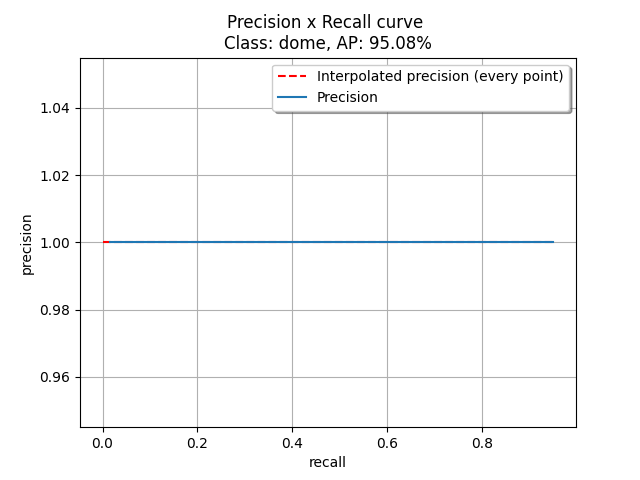 Precision x Recall curve
Class: dome, AP: 95.08%
Interpolated precision (every point)
Precision
1.04
1.02
1.00
0.98
0.96
precision
0.0 0.2 0.4 0.6 0.8
recall